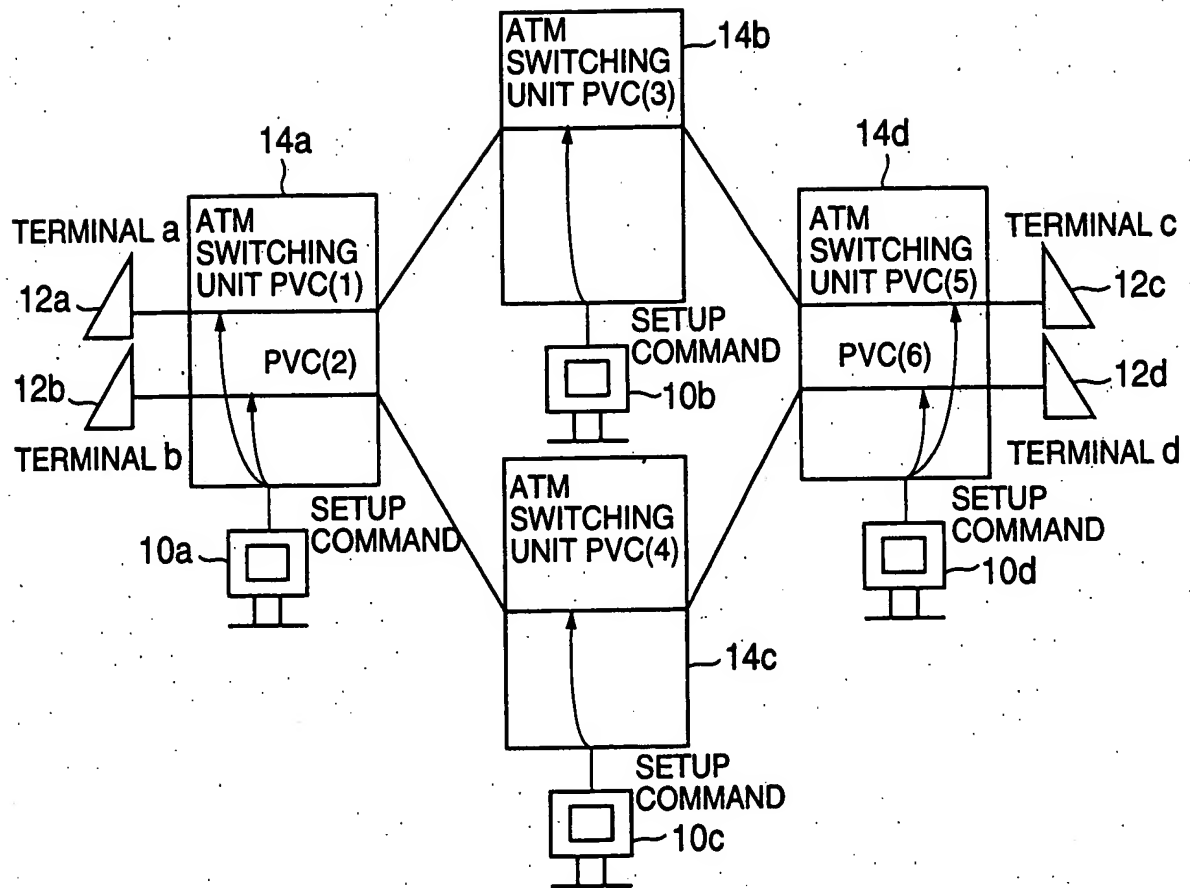 ATM
SWITCHING
UNIT PVC(3)
14b
14a
14d
TERMINAL a
ATM
SWITCHING
UNIT PVC(1)
12a
PVC(2)
12b
TERMINAL b
SETUP
COMMAND
10a
SETUP
COMMAND
10b
ATM
SWITCHING
UNIT PVC(5)
TERMINAL c
12c
PVC(6)
12d
TERMINAL d
SETUP
COMMAND
10d
ATM
SWITCHING
UNIT PVC(4)
14c
SETUP
COMMAND
10c